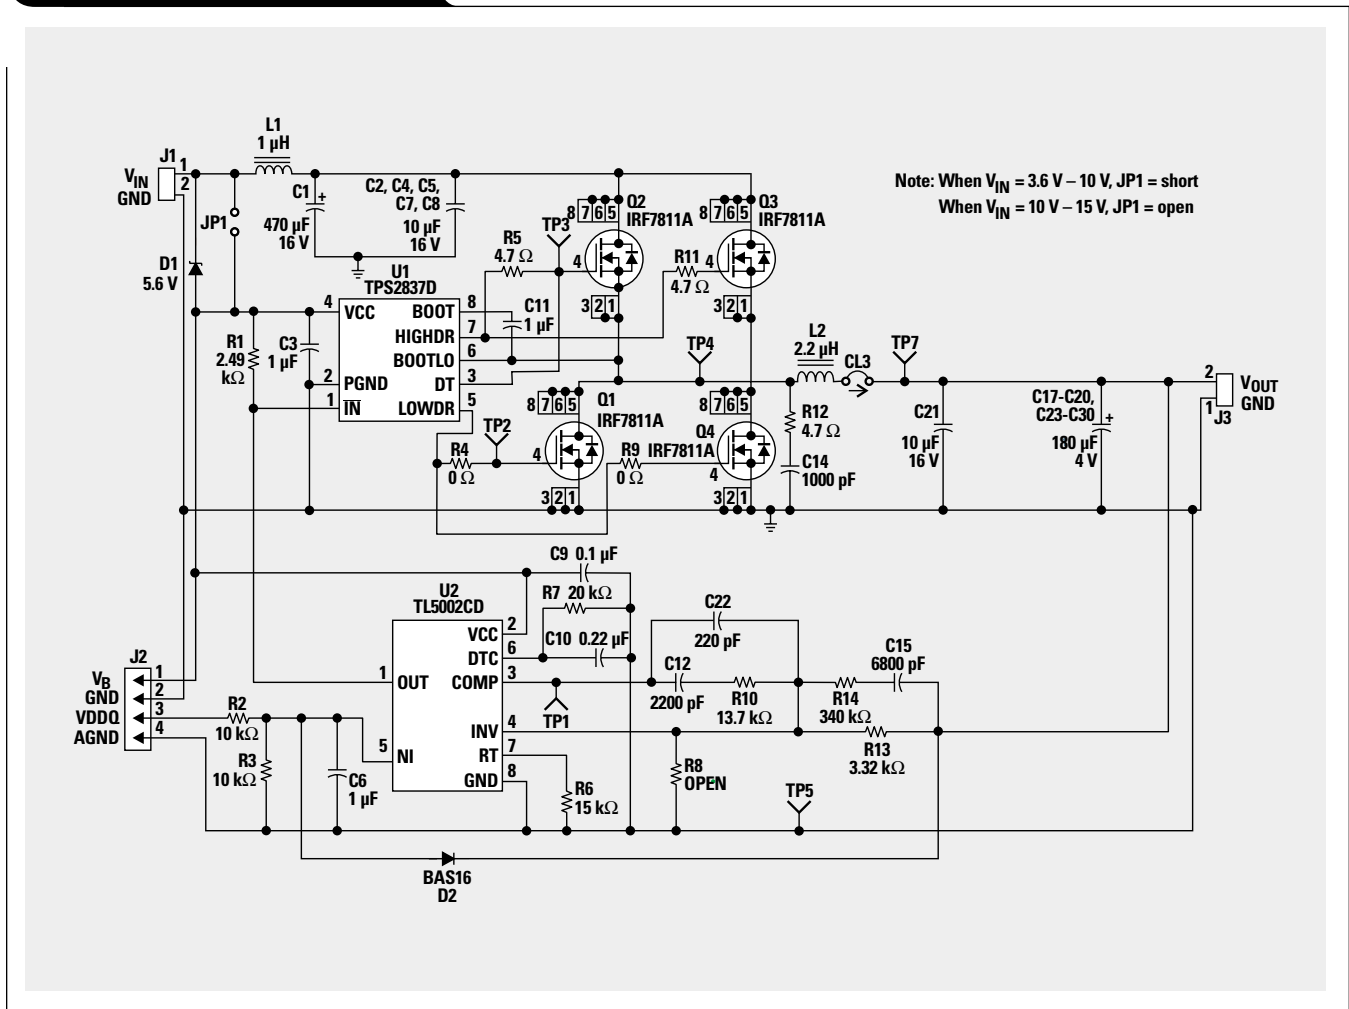 L1
1 µH
J1
1
2
VIN
GND
C1
+
470 µF
16 V
C2, C4, C5,
C7, C8
10 µF
16 V
JP1
D1
5.6 V
Note: When VIN = 3.6 V – 10 V, JP1 = short
When VIN = 10 V – 15 V, JP1 = open
Q2
IRF7811A
8 7 6 5
4
3 2 1
Q3
IRF7811A
8 7 6 5
4
3 2 1
TP3
R5
4.7 Ω
R11
4.7 Ω
U1
TPS2837D
4 VCC
BOOT 8
HIGHDR 7
BOOTLO 6
2 PGND
DT 3
1 IN
LOWDR 5
C11
1 µF
R1
2.49
kΩ
C3
1 µF
TP4
L2
2.2 µH
CL3
TP7
2
1
VOUT
GND
J3
Q1
IRF7811A
8 7 6 5
4
3 2 1
Q4
IRF7811A
8 7 6 5
4
3 2 1
TP2
R4
0 Ω
R9
0 Ω
R12
4.7 Ω
C14
1000 pF
C21
10 µF
16 V
C17-C20,
C23-C30
+
180 µF
4 V
C9 0.1 µF
R7 20 kΩ
C10 0.22 µF
U2
TL5002CD
VCC 2
DTC 6
1 OUT
COMP 3
INV 4
5 NI
RT 7
GND 8
C22
220 pF
C12
2200 pF
R10
13.7 kΩ
C15
6800 pF
R14
340 kΩ
R13
3.32 kΩ
TP1
J2
VB 1
GND 2
VDDQ 3
AGND 4
R2
10 kΩ
R3
10 kΩ
C6
1 µF
R6
15 kΩ
R8
OPEN
TP5
BAS16
D2